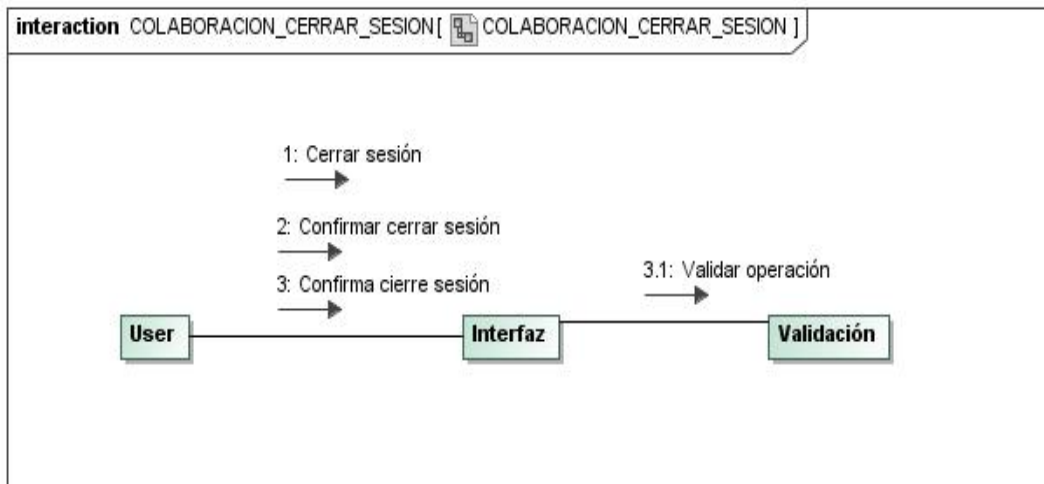 interaction COLABORACION_CERRAR_SESION[ COLABORACION_CERRAR_SESION ]
1: Cerrar sesión
2: Confirmar cerrar sesión
3: Confirma cierre sesión
3.1: Validar operación
User
Interfaz
Validación